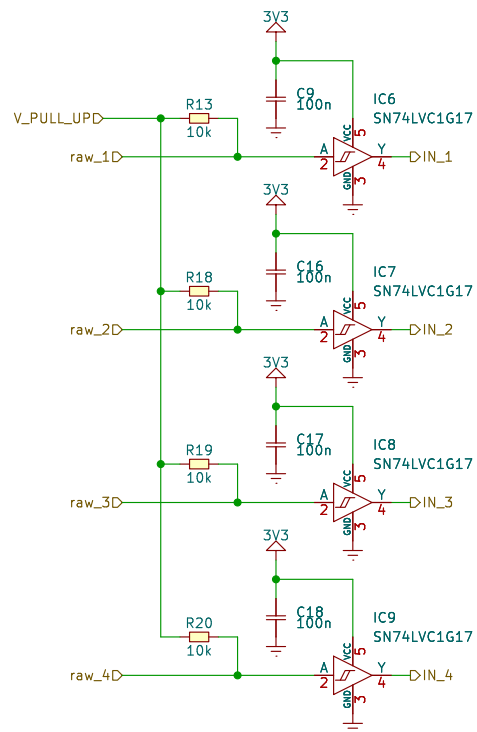 3V3
C9
100n
IC6
SN74LVC1G17
R13
V_PULL_UP
10k
VCC
5
raw_1
A
2
Y
4
IN_1
GND
3
3V3
C16
100n
IC7
SN74LVC1G17
R18
10k
VCC
5
raw_2
A
2
Y
4
IN_2
GND
3
3V3
C17
100n
IC8
SN74LVC1G17
R19
10k
VCC
5
raw_3
A
2
Y
4
IN_3
GND
3
3V3
C18
100n
IC9
SN74LVC1G17
R20
10k
VCC
5
raw_4
A
2
Y
4
IN_4
GND
3